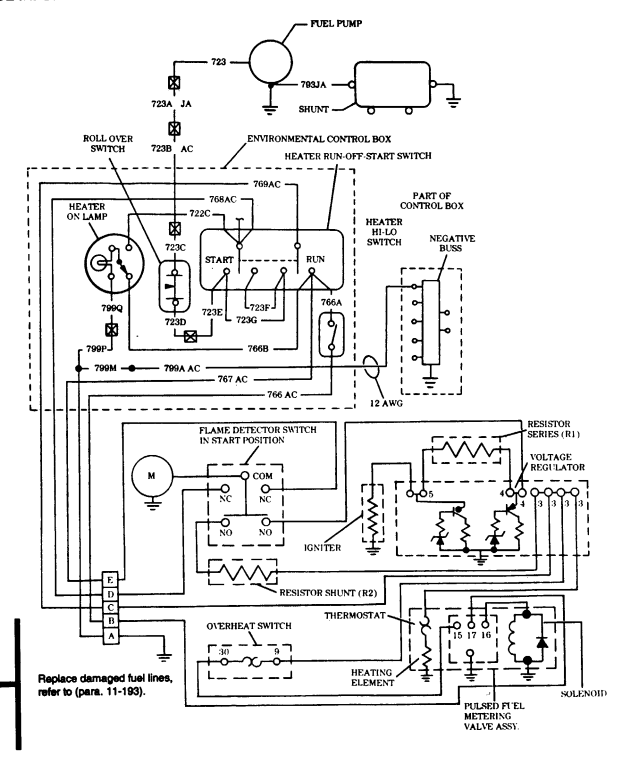 FUEL PUMP
723
793JA
723A JA
SHUNT
723B AC
ROLL OVER
SWITCH
ENVIRONMENTAL CONTROL BOX
HEATER RUN-OFF-START SWITCH
769AC
768AC
722C
HEATER
ON LAMP
PART OF
CONTROL BOX
HEATER
HI-LO
SWITCH
NEGATIVE
BUSS
723C
START
RUN
799Q
723D
723E
723F
723G
766A
799P
766B
799M
799A AC
767 AC
766 AC
12 AWG
FLAME DETECTOR SWITCH
IN START POSITION
RESISTOR
SERIES (R1)
VOLTAGE
REGULATOR
M
COM
NC
NC
NO
NO
5
4
4
3
3
3
3
IGNITER
RESISTOR SHUNT (R2)
E
D
C
B
A
THERMOSTAT
OVERHEAT SWITCH
30
9
15
17
16
HEATING
ELEMENT
SOLENOID
PULSED FUEL
METERING
VALVE ASSY.
Replace damaged fuel lines,
refer to (para. 11-193).